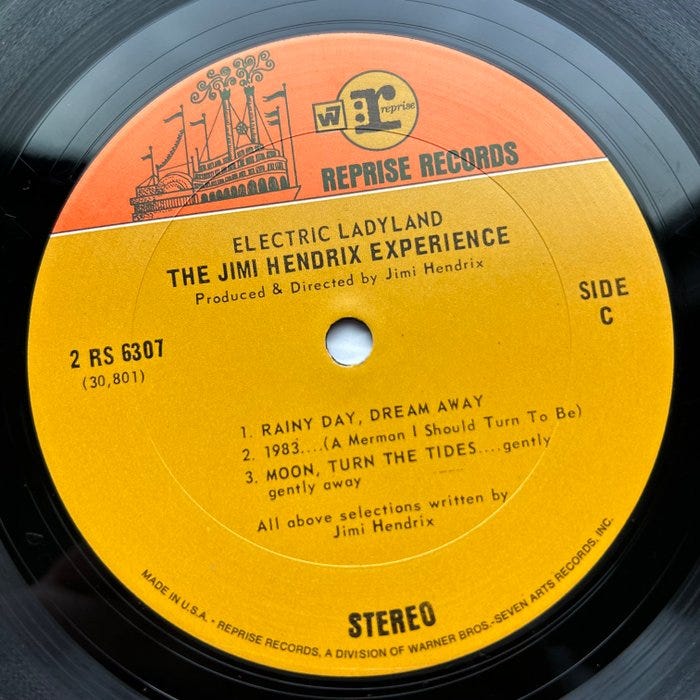 W7
r:
reprise
REPRISE RECORDS
ELECTRIC LADYLAND
THE JIMI HENDRIX EXPERIENCE
Produced & Directed by Jimi Hendrix
SIDE
C
2 RS 6307
(30,801)
1. RAINY DAY, DREAM AWAY
2. 1983....(A Merman I Should Turn To Be)
3. MOON, TURN THE TIDES....gently
gently away
All above selections written by
Jimi Hendrix
STEREO
MADE IN U.S.A. • REPRISE RECORDS, A DIVISION OF WARNER BROS.-SEVEN ARTS RECORDS, INC.